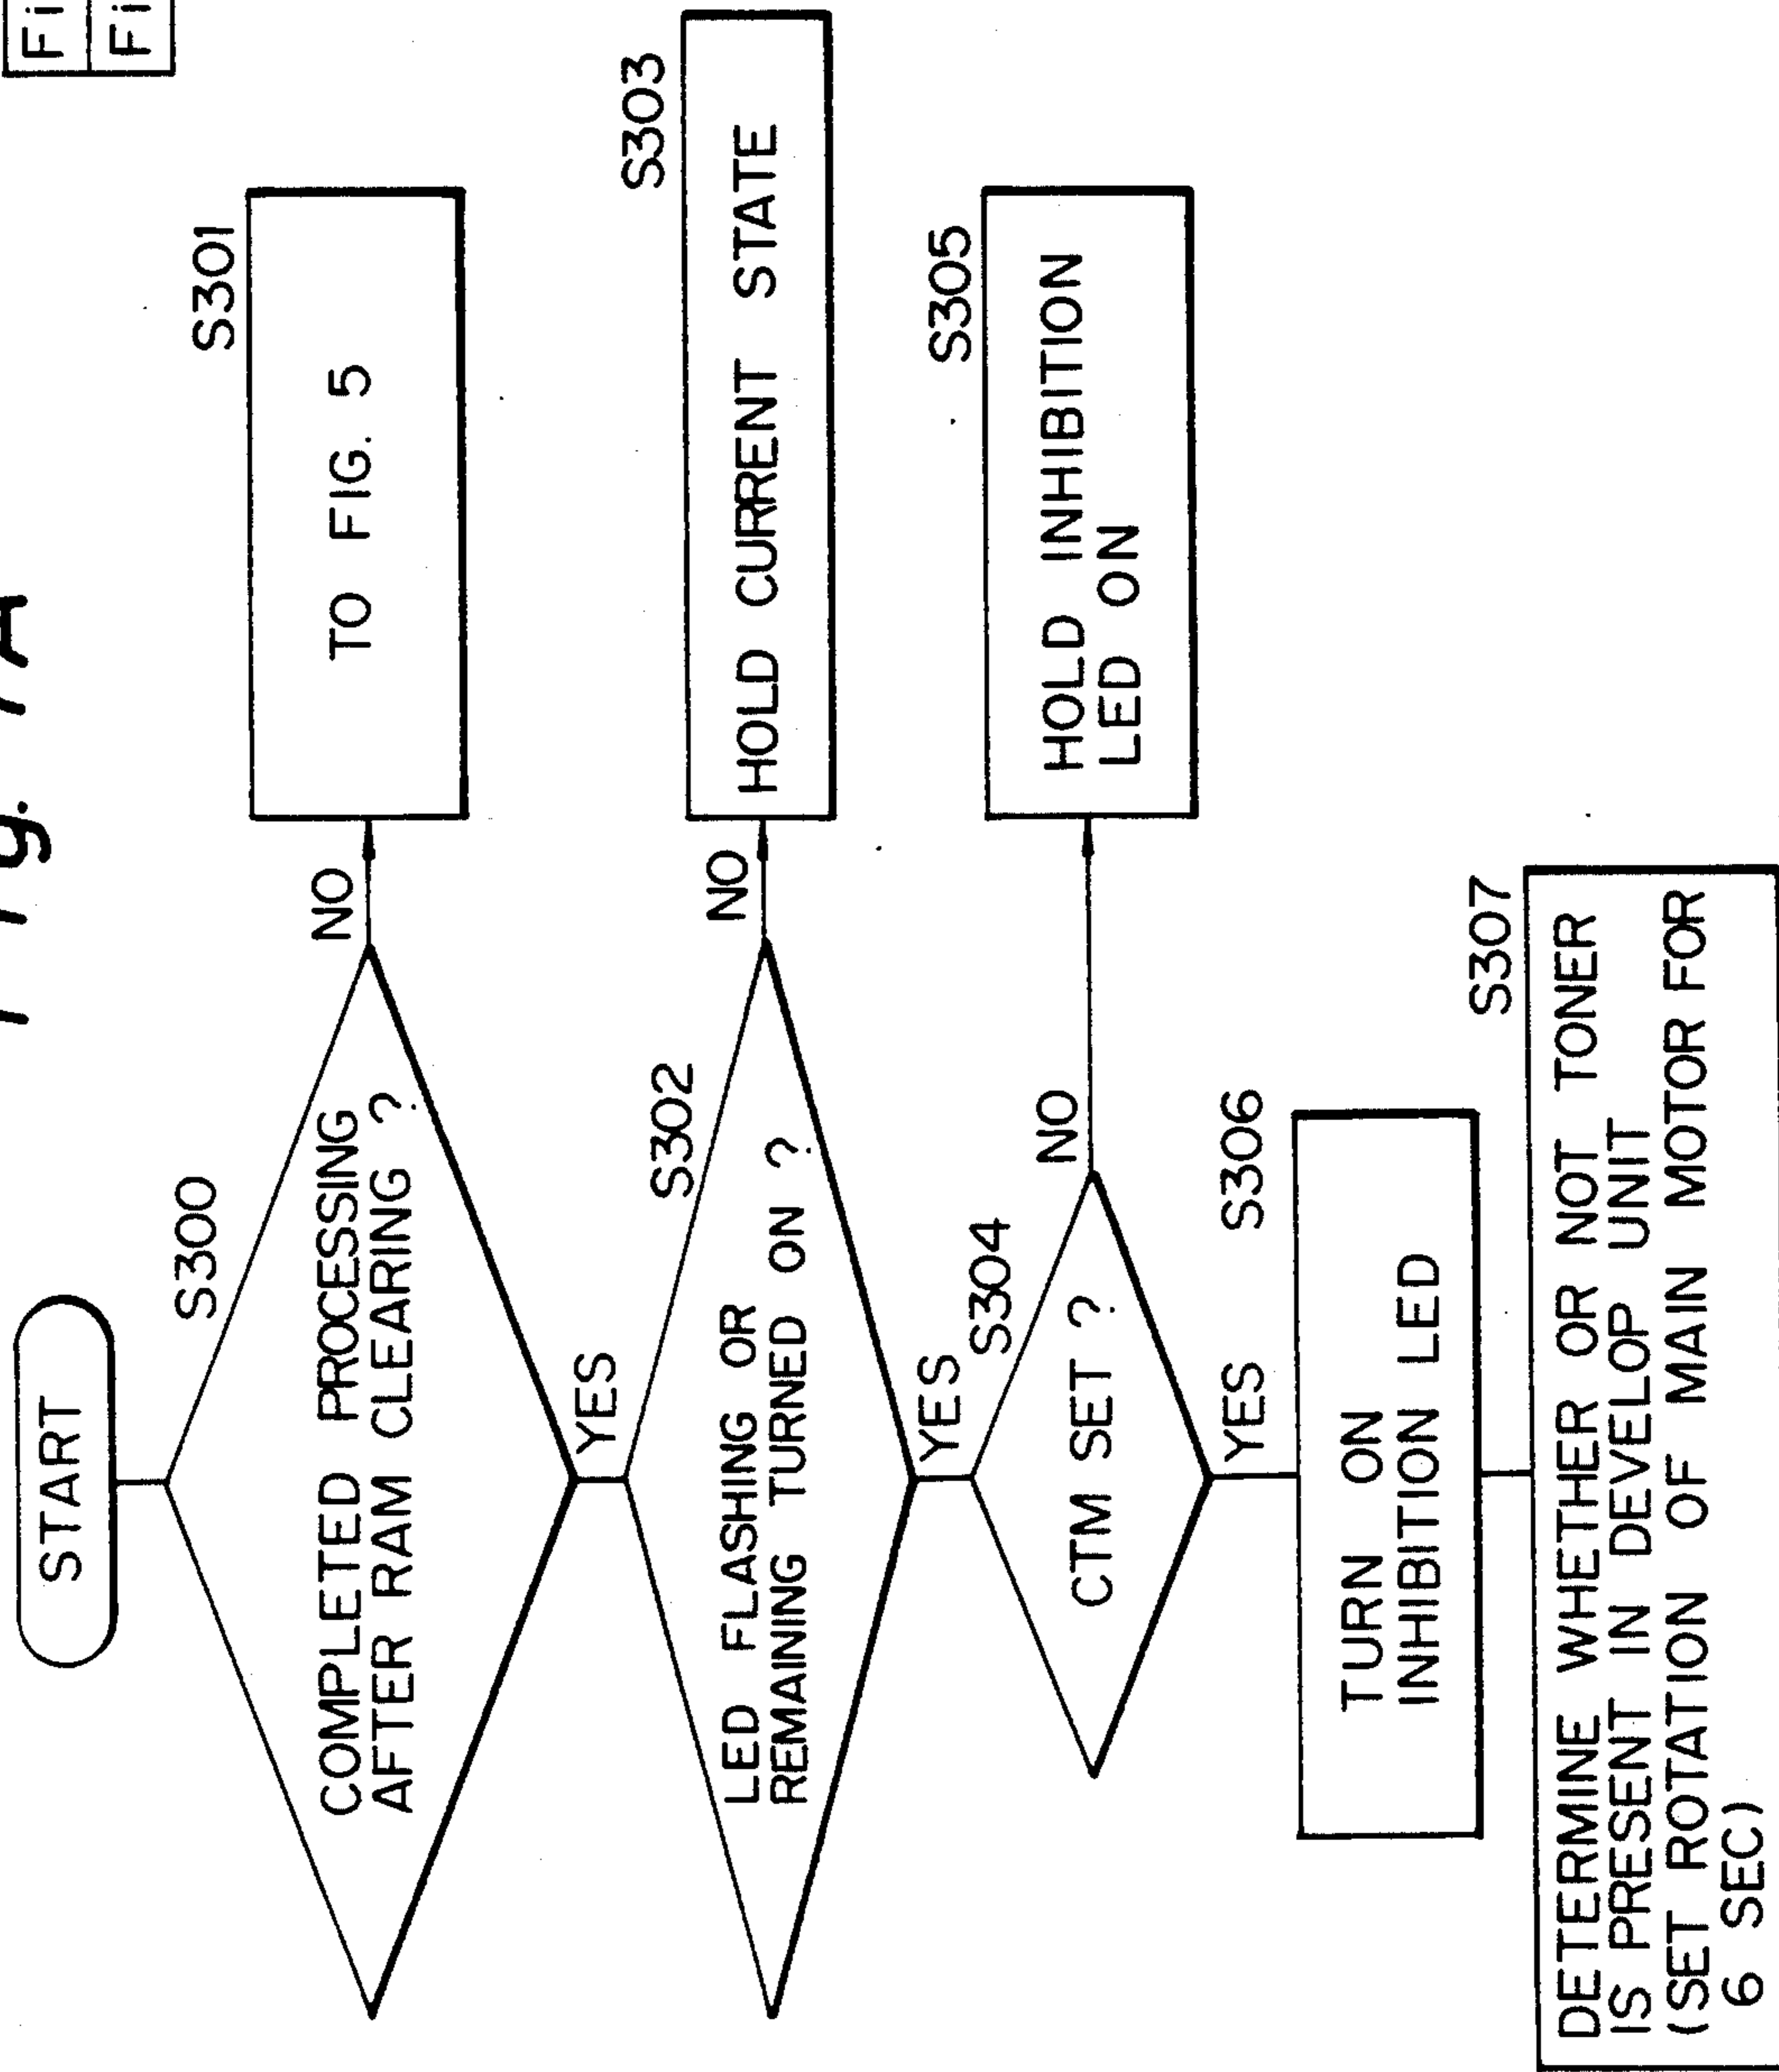 Fi
Fi
START
S300
COMPLETED PROCESSING
AFTER RAM CLEARING ?
NO
S301
TO FIG. 5
YES
S302
LED FLASHING OR
REMAINING TURNED ON ?
NO
S303
HOLD CURRENT STATE
YES
S304
CTM SET ?
NO
S305
HOLD INHIBITION
LED ON
YES
S306
TURN ON
INHIBITION LED
S307
DETERMINE WHETHER OR NOT TONER
IS PRESENT IN DEVELOP UNIT
(SET ROTATION OF MAIN MOTOR FOR
6 SEC)